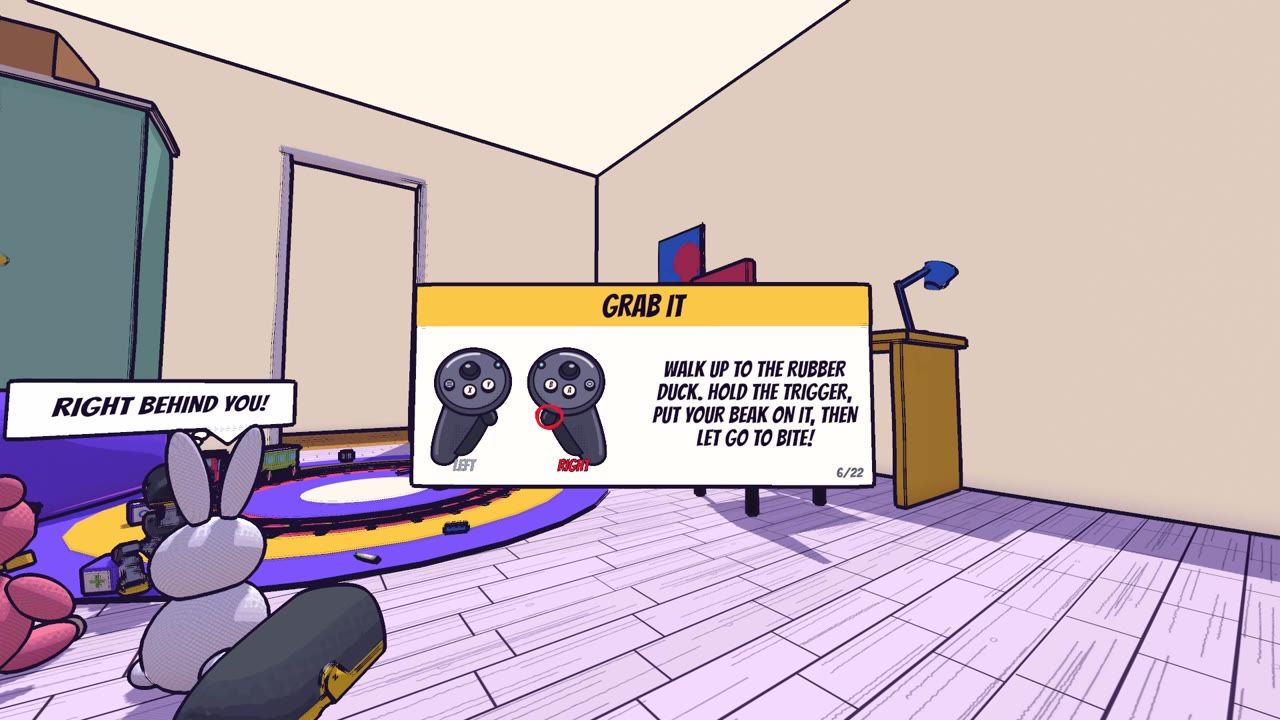 GRAB IT
WALK UP TO THE RUBBER
DUCK. HOLD THE TRIGGER,
PUT YOUR BEAK ON IT, THEN
LET GO TO BITE!
X Y
B A
LEFT
RIGHT
6/22
RIGHT BEHIND YOU!